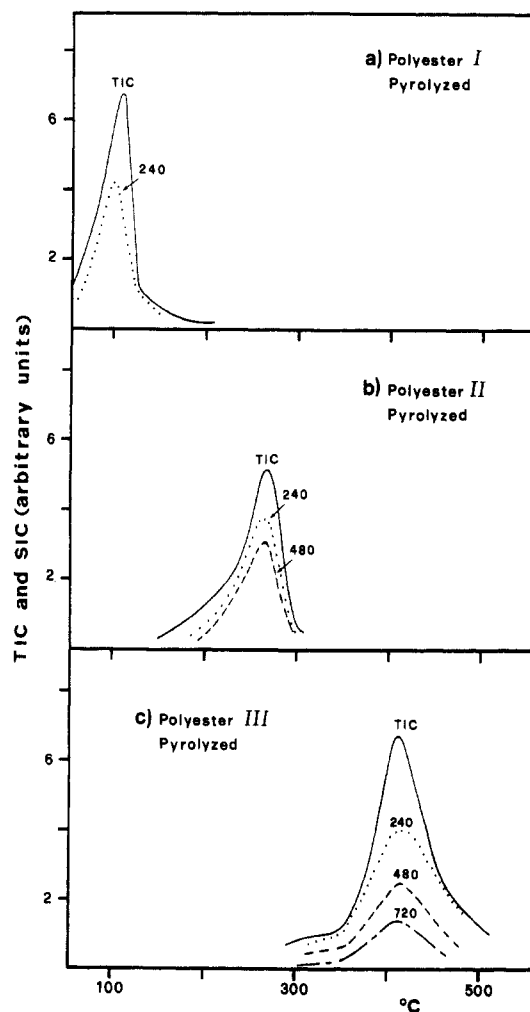 a) Polyester I
Pyrolyzed
TIC
240
6
2
b) Polyester II
Pyrolyzed
TIC
240
480
6
2
c) Polyester III
Pyrolyzed
TIC
240
480
720
6
2
100
300
500
°C
TIC and SIC (arbitrary units)